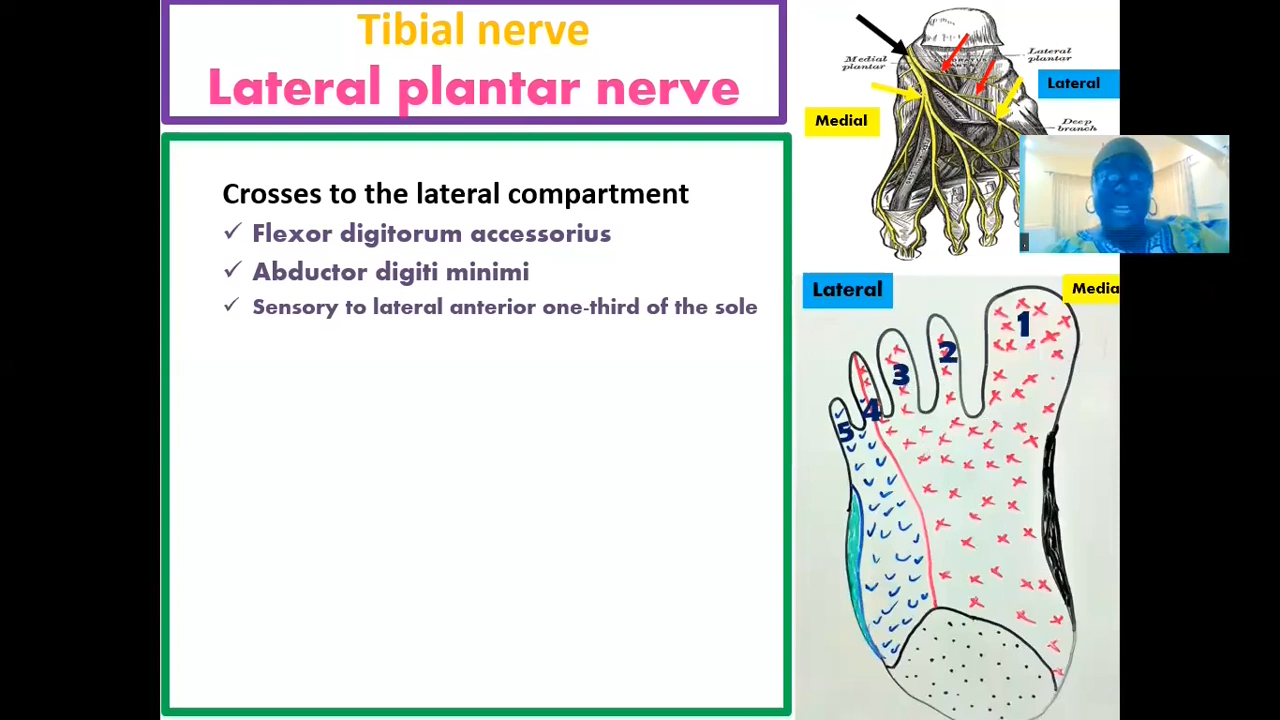 Tibial nerve
Lateral plantar nerve
Crosses to the lateral compartment
✓ Flexor digitorum accessorius
✓ Abductor digiti minimi
✓ Sensory to lateral anterior one-third of the sole
Medial
plantar
Lateral
plantar
Lateral
Medial
Deep
branch
Lateral
Media
1
2
3
4
5